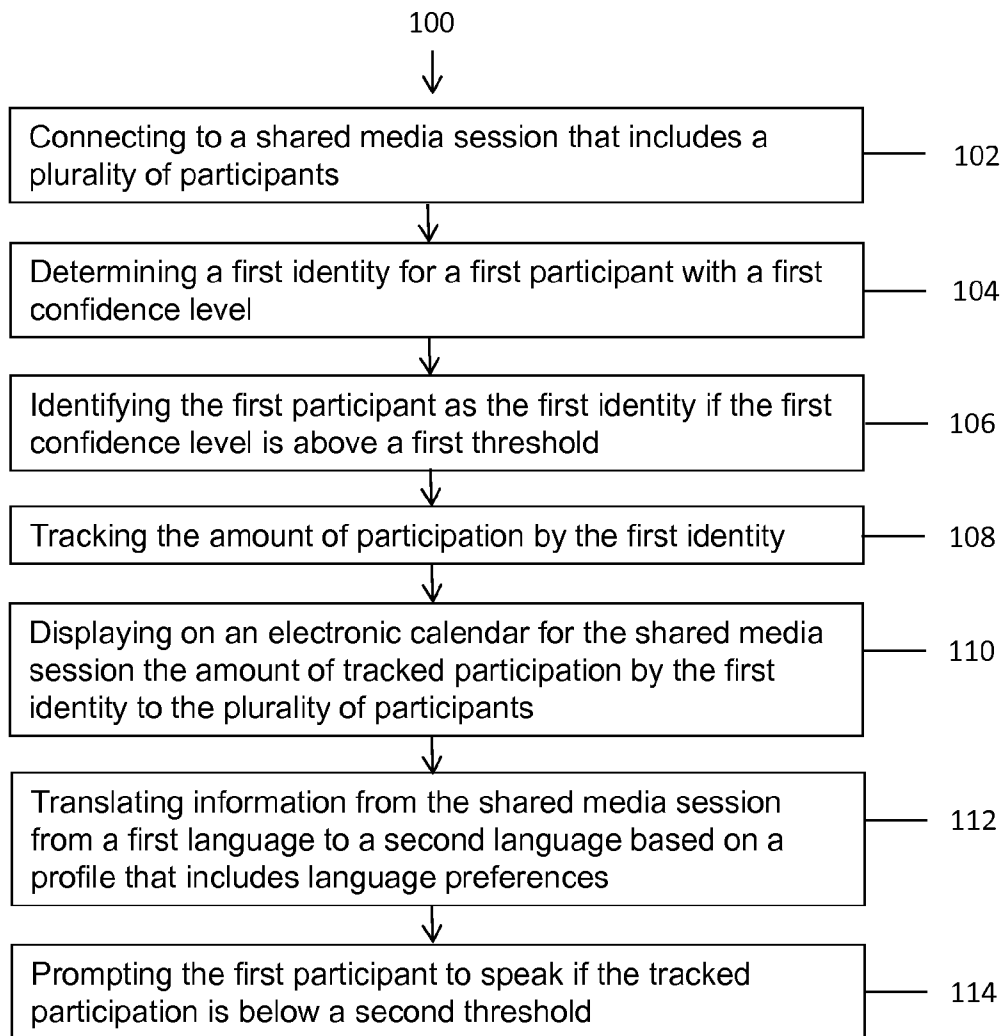 100
Connecting to a shared media session that includes a
plurality of participants
102
Determining a first identity for a first participant with a first
confidence level
104
Identifying the first participant as the first identity if the first
confidence level is above a first threshold
106
Tracking the amount of participation by the first identity
108
Displaying on an electronic calendar for the shared media
session the amount of tracked participation by the first
identity to the plurality of participants
110
Translating information from the shared media session
from a first language to a second language based on a
profile that includes language preferences
112
Prompting the first participant to speak if the tracked
participation is below a second threshold
114